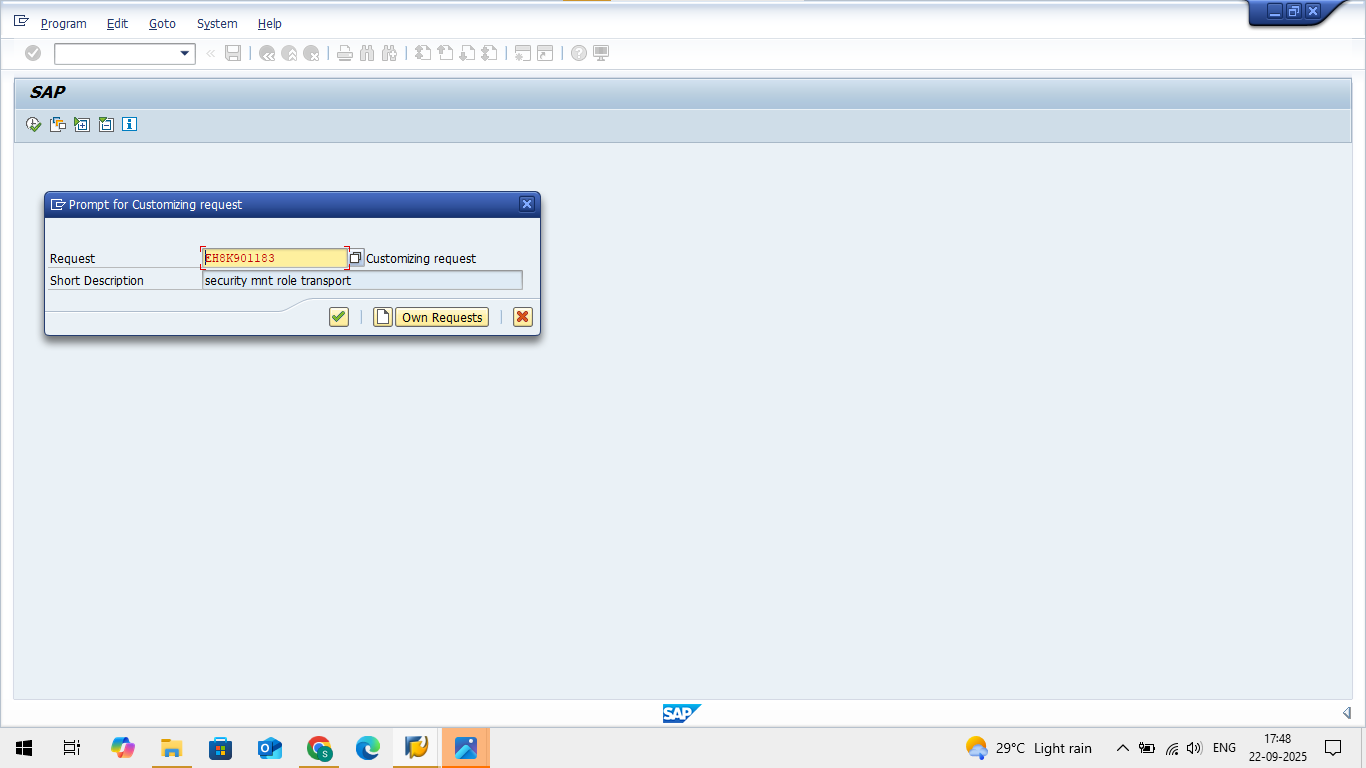 Program Edit Goto System Help
SAP
Prompt for Customizing request
Request EH8K901183 Customizing request
Short Description security mnt role transport
Own Requests
SAP
29°C Light rain ENG 17:48
22-09-2025